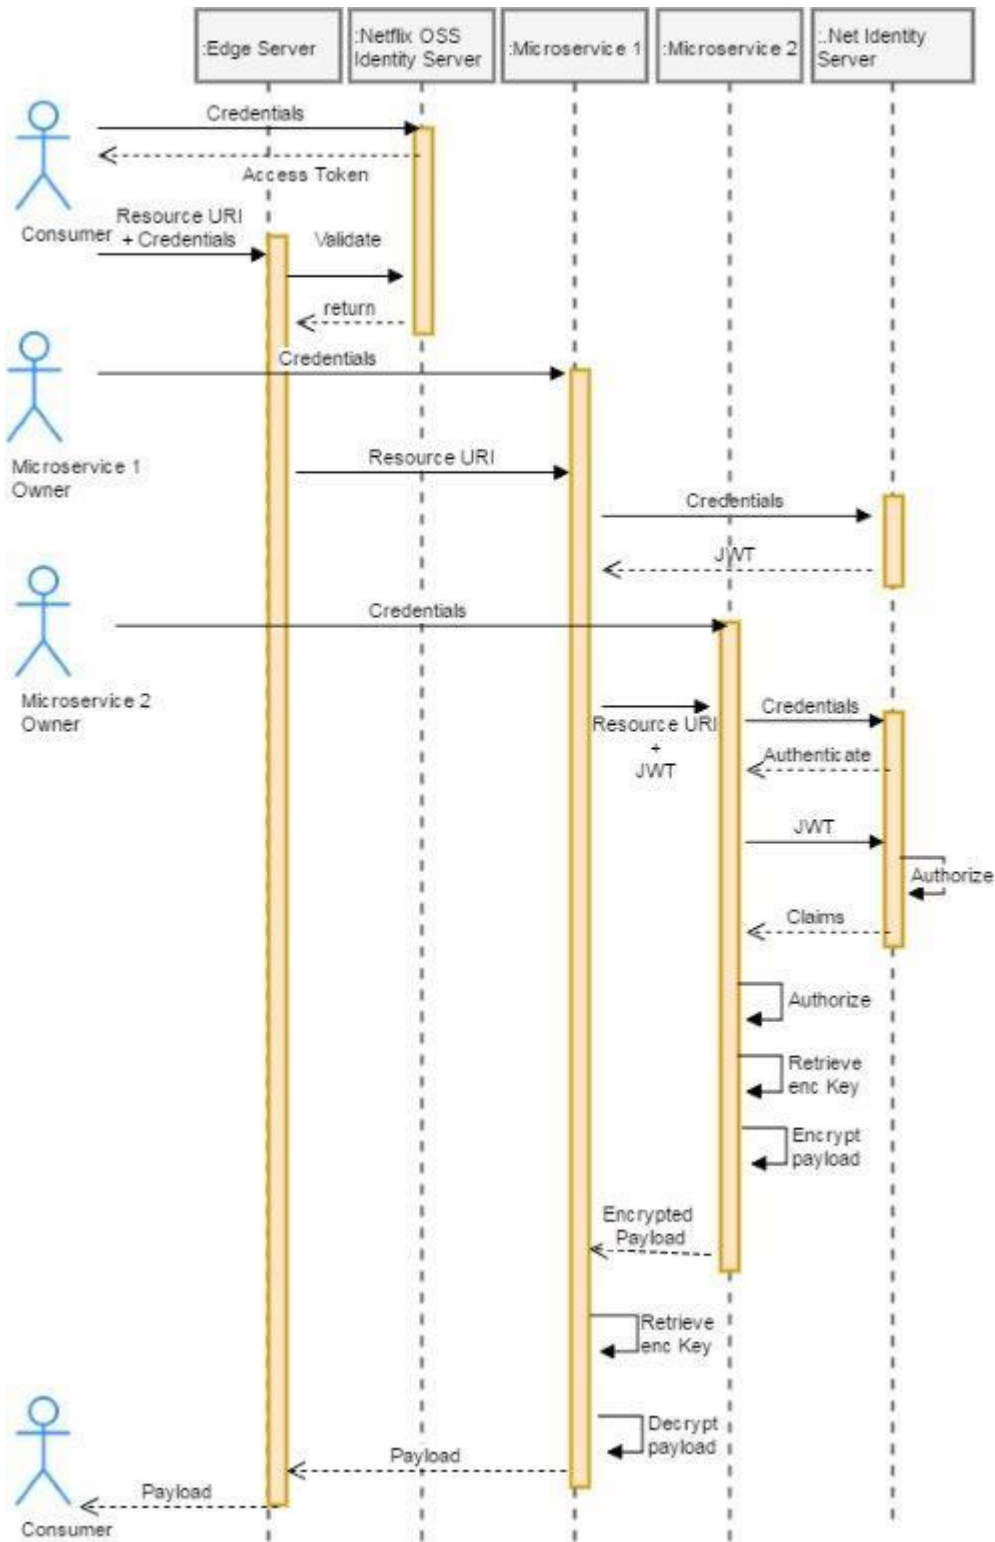 :Edge Server
:Netflix OSS
Identity Server
:Microservice 1
:Microservice 2
:.Net Identity
Server
Credentials
Access Token
Consumer
Resource URI
+ Credentials
Validate
return
Credentials
Microservice 1
Owner
Resource URI
Credentials
JWT
Credentials
Microservice 2
Owner
Resource URI
+
JWT
Credentials
Authenticate
JWT
Authorize
Claims
Authorize
Retrieve
enc Key
Encrypt
payload
Encrypted
Payload
Retrieve
enc Key
Decrypt
payload
Payload
Payload
Consumer